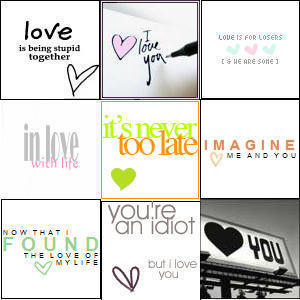 love
is being stupid
together
I
love
you
LOVE IS FOR LOSERS
[ & WE ARE SOME ]
in love
with life
it's never
too late
IMAGINE
ME AND YOU
NOW THAT I
FOUND
THE LOVE OF
MY LIFE
you're
an idiot
but i love
you
YOU